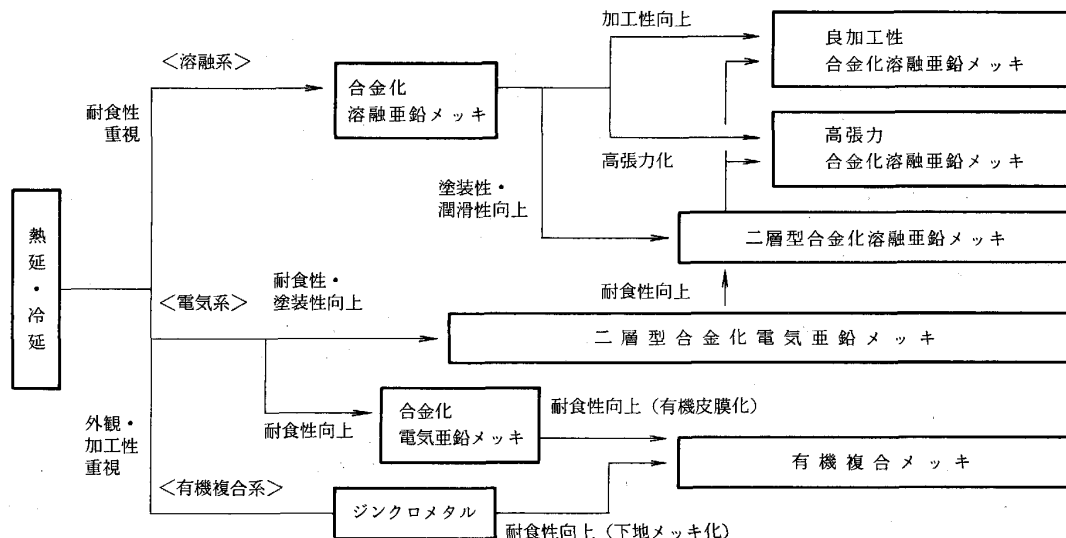 加工性向上
良加工性
合金化溶融亜鉛メッキ
＜溶融系＞
合金化
溶融亜鉛メッキ
耐食性
重視
高張力
合金化溶融亜鉛メッキ
高張力化
塗装性・
潤滑性向上
二層型合金化溶融亜鉛メッキ
熱延・冷延
＜電気系＞
耐食性・
塗装性向上
耐食性向上
二層型合金化電気亜鉛メッキ
外観・
加工性
重視
耐食性向上
合金化
電気亜鉛メッキ
耐食性向上（有機皮膜化）
有機複合メッキ
＜有機複合系＞
ジンクロメタル
耐食性向上（下地メッキ化）